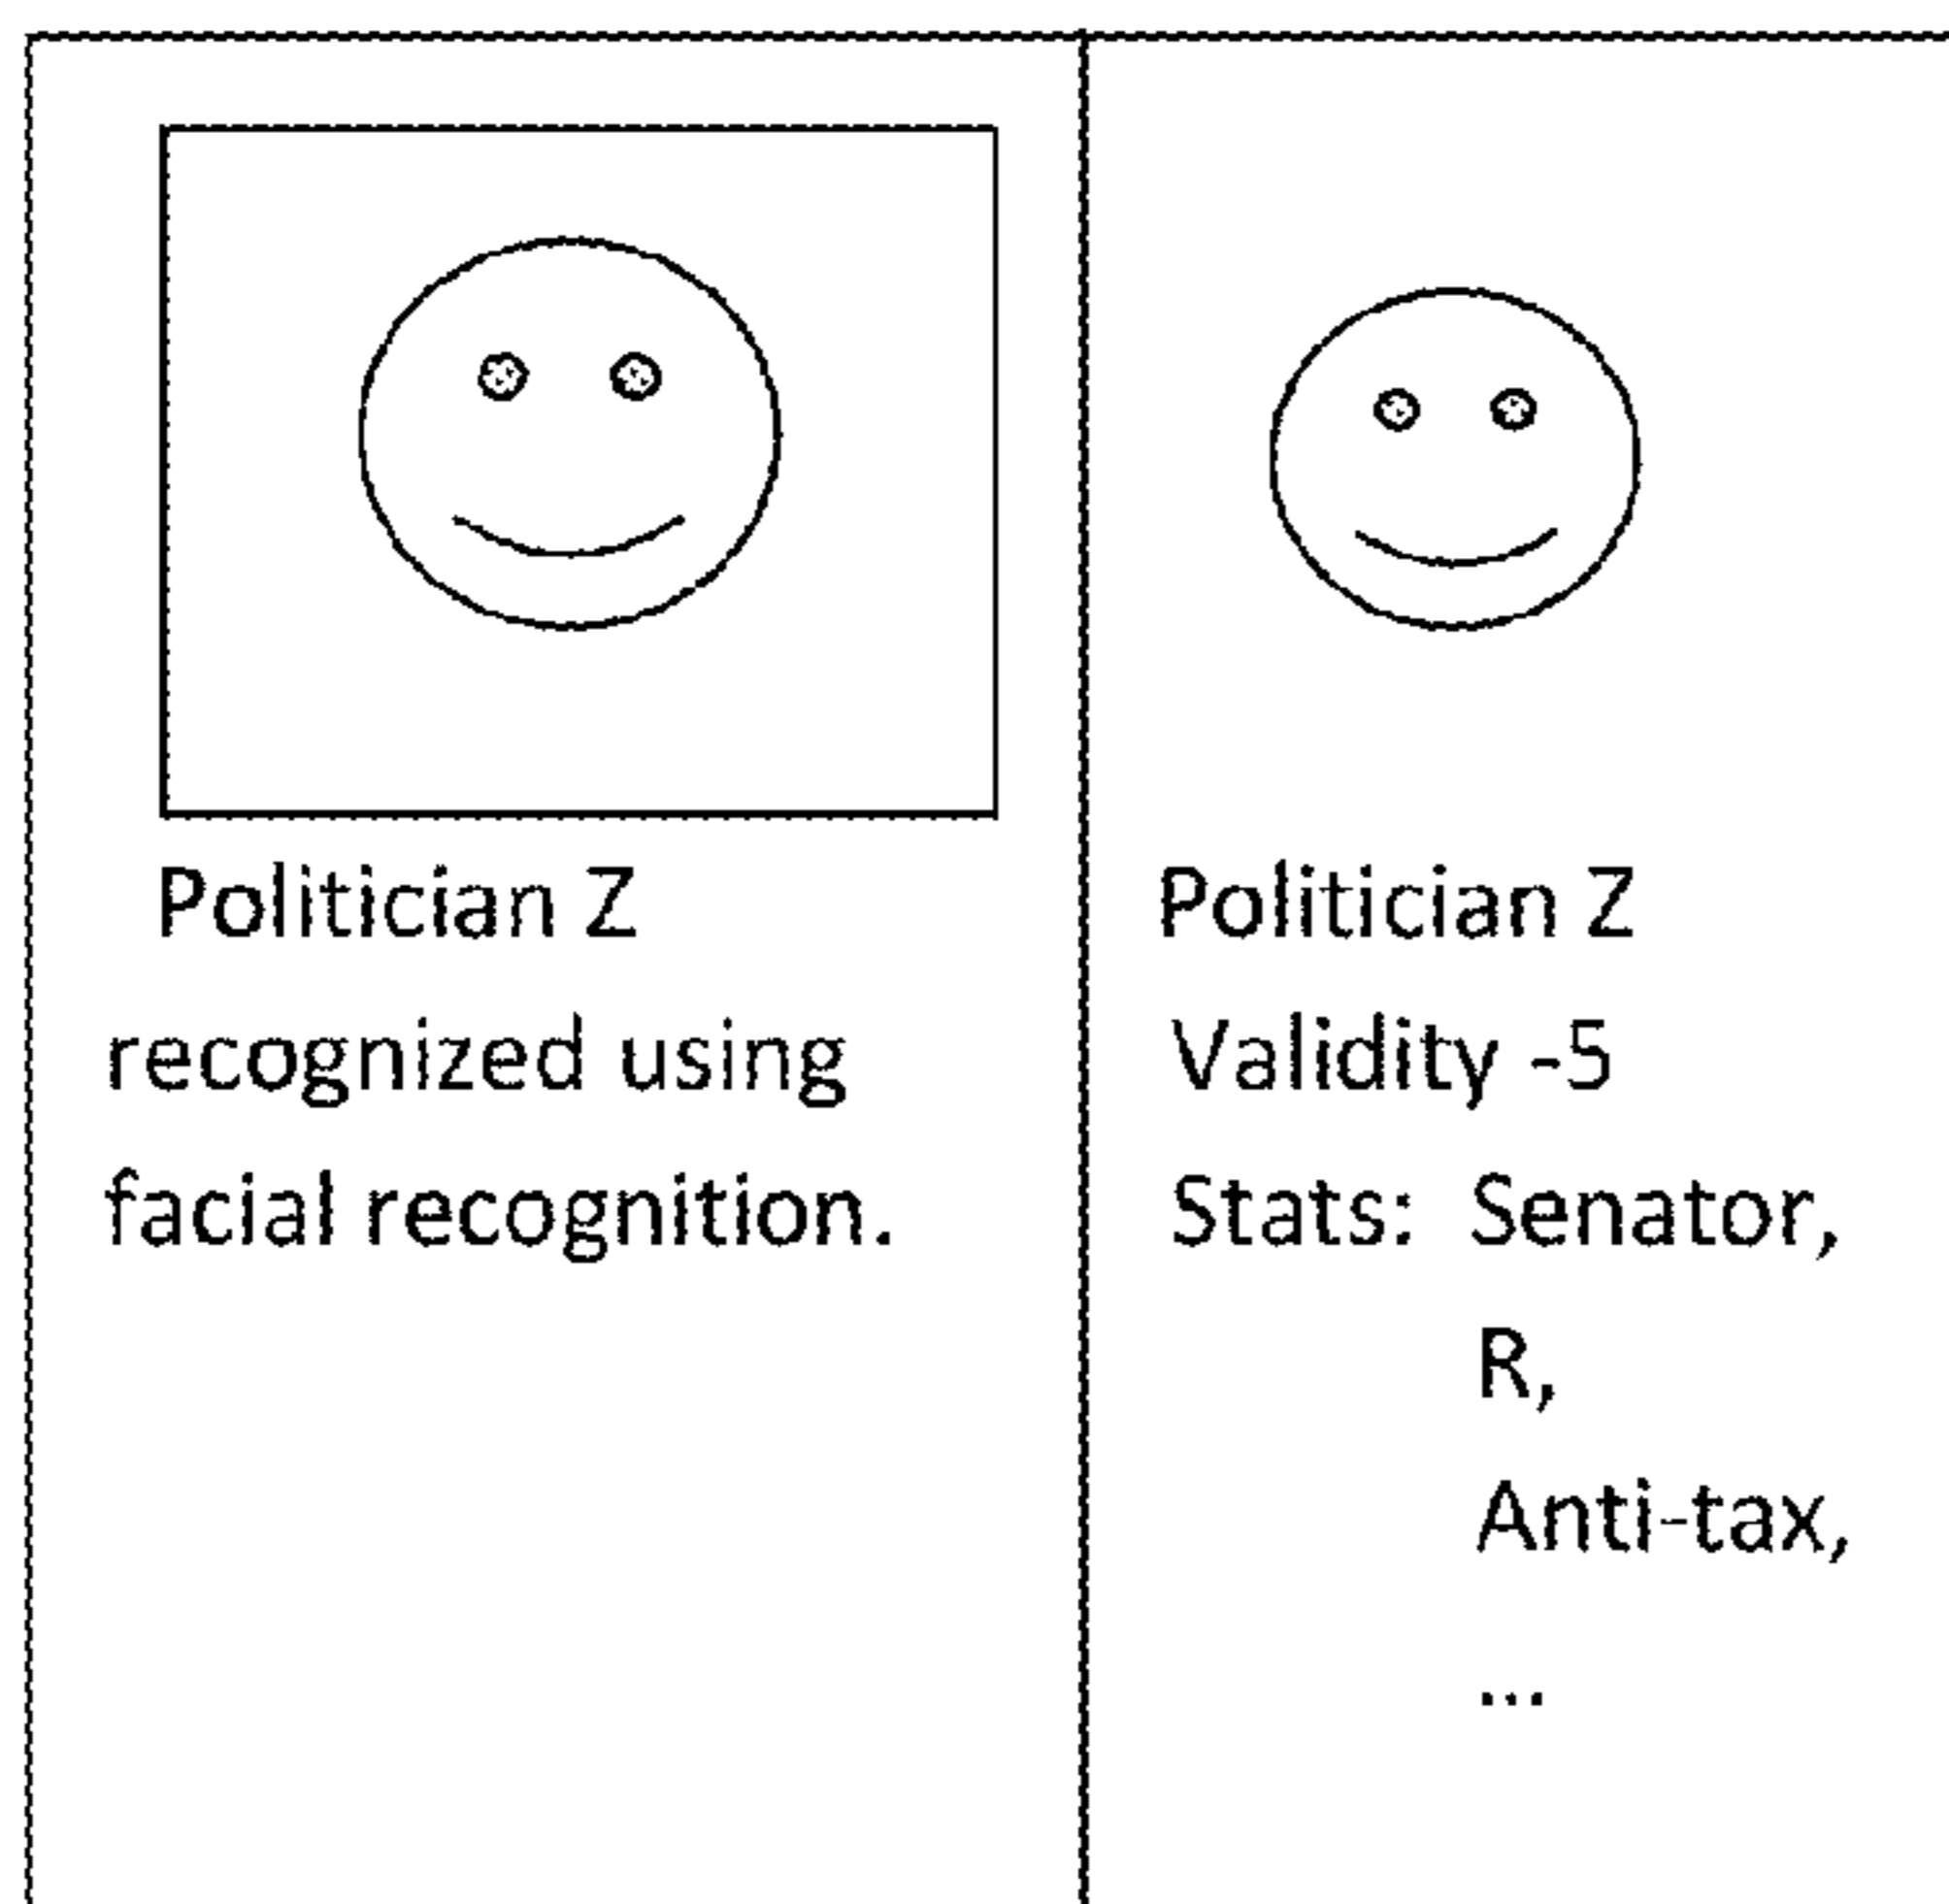 Politician Z
recognized using
facial recognition.
Politician Z
Validity -5
Stats: Senator,
R,
Anti-tax,
...